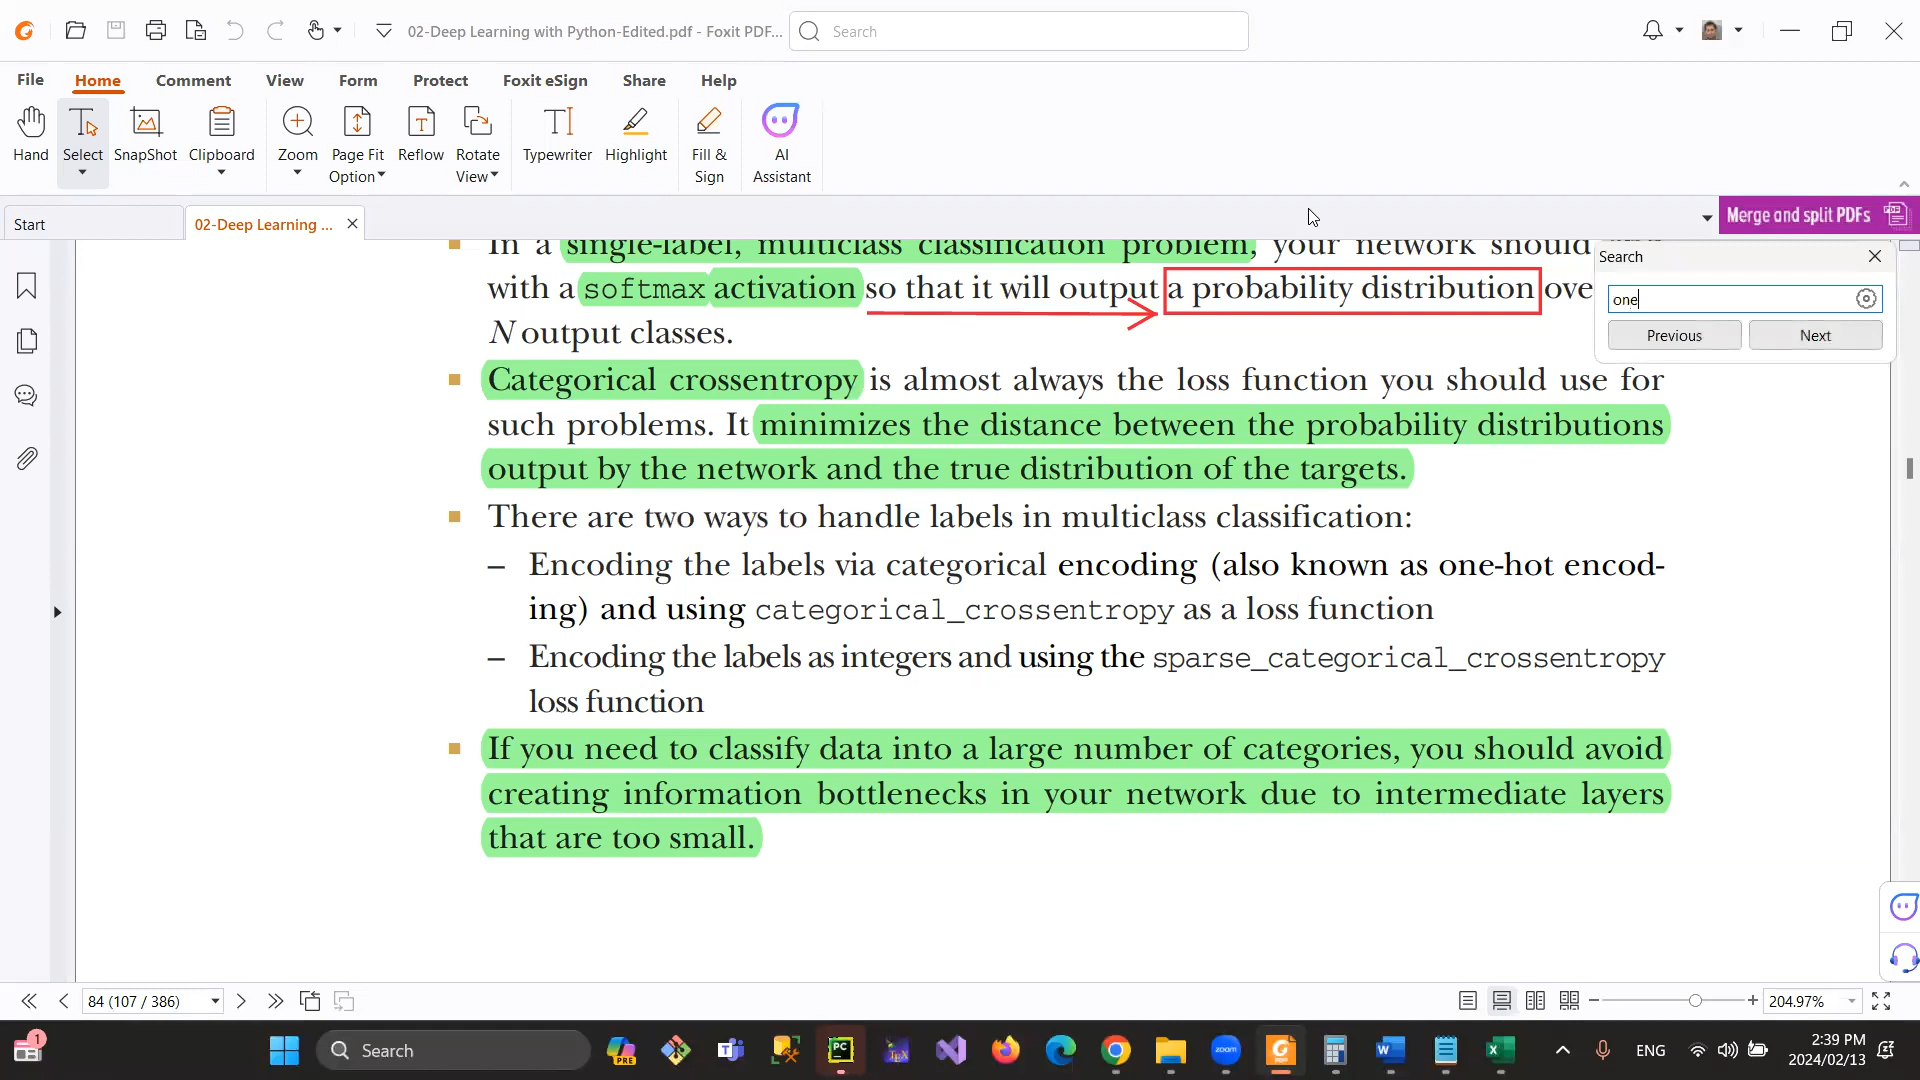 02-Deep Learning with Python-Edited.pdf - Foxit PDF...
Search
File
Home
Comment
View
Form
Protect
Foxit eSign
Share
Help
Hand
Select
SnapShot
Clipboard
Zoom
Page Fit
Option
Reflow
Rotate
View
Typewriter
Highlight
Fill &
Sign
AI
Assistant
Start
02-Deep Learning ...
Merge and split PDFs
In a single-label, multiclass classification problem, your network should
with a softmax activation so that it will output a probability distribution ove
N output classes.
Categorical crossentropy is almost always the loss function you should use for
such problems. It minimizes the distance between the probability distributions
output by the network and the true distribution of the targets.
There are two ways to handle labels in multiclass classification:
– Encoding the labels via categorical encoding (also known as one-hot encod-
ing) and using categorical_crossentropy as a loss function
– Encoding the labels as integers and using the sparse_categorical_crossentropy
loss function
If you need to classify data into a large number of categories, you should avoid
creating information bottlenecks in your network due to intermediate layers
that are too small.
Search
one
Previous
Next
84 (107 / 386)
204.97%
1
Search
PRE
PC
TEX
zoom
ENG
2:39 PM
2024/02/13